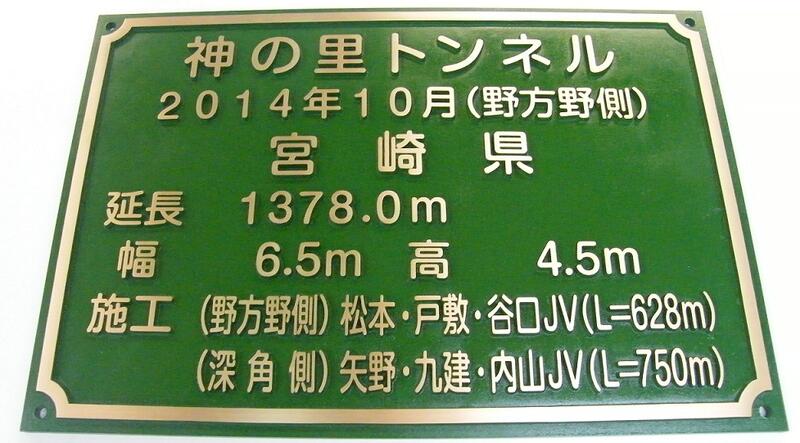 神の里トンネル
2014年10月(野方野側)
宮崎県
延長 1378.0m
幅 6.5m 高 4.5m
施工 (野方野側) 松本・戸敷・谷口JV(L=628m)
(深角側) 矢野・九建・内山JV(L=750m)